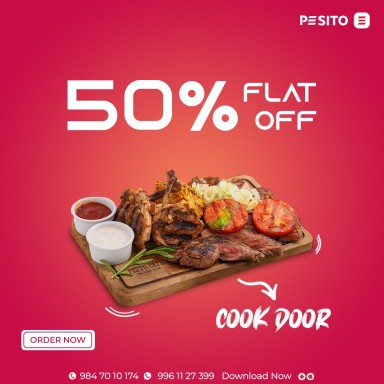 PESITO
50% FLAT
OFF
COOK DOOR
ORDER NOW
984 70 10 174 996 11 27 399 Download Now